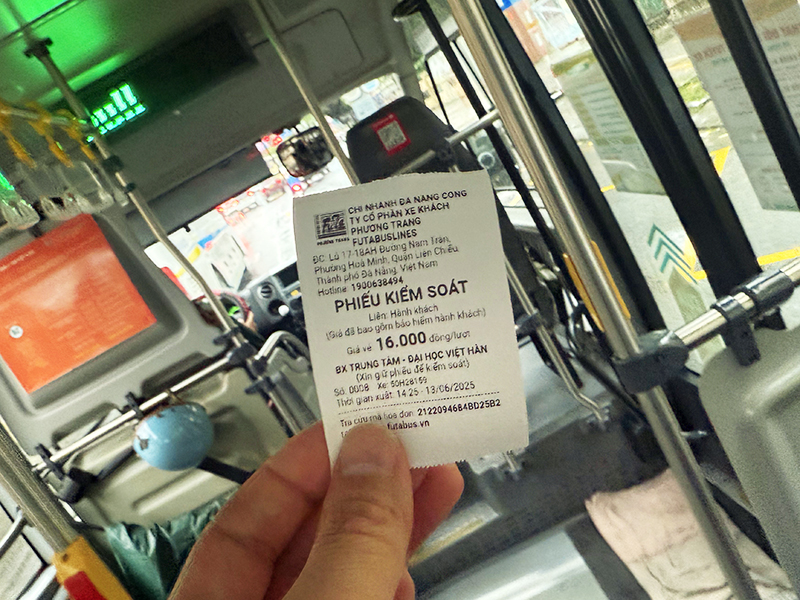 CHI NHÁNH ĐÀ NẴNG CÔNG
TY CỔ PHẦN XE KHÁCH
PHƯƠNG TRANG
FUTABUSLINES
PHƯƠNG TRANG
ĐC: Lô 17-18AH Đường Nam Trân,
Phường Hoà Minh, Quận Liên Chiểu,
Thành phố Đà Nẵng, Việt Nam
Hotline: 1900638494
PHIẾU KIỂM SOÁT
Liên: Hành khách
(Giá đã bao gồm bảo hiểm hành khách)
Giá vé: 16.000 đồng/lượt
BX TRUNG TÂM - ĐẠI HỌC VIỆT HÀN
(Xin giữ phiếu để kiểm soát)
Số: 0008 Xe: 50H28159
Thời gian xuất: 14:25 - 13/06/2025
Tra cứu mã hóa đơn: 2122094684BD25B2
futabus.vn